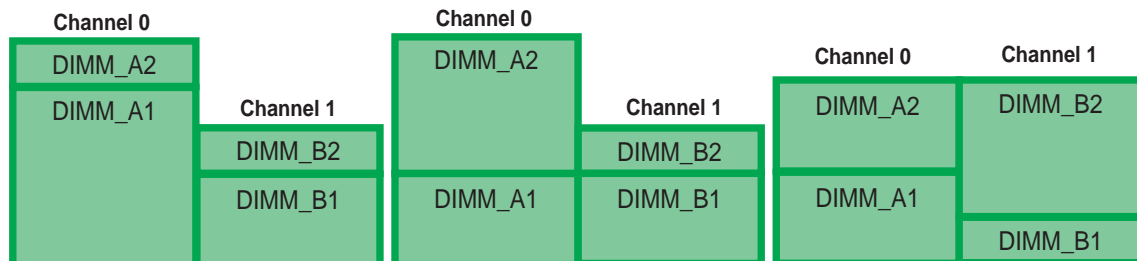 Channel 0
DIMM_A2
DIMM_A1
Channel 1
DIMM_B2
DIMM_B1
Channel 0
DIMM_A2
DIMM_A1
Channel 1
DIMM_B2
DIMM_B1
Channel 0
DIMM_A2
DIMM_A1
Channel 1
DIMM_B2
DIMM_B1